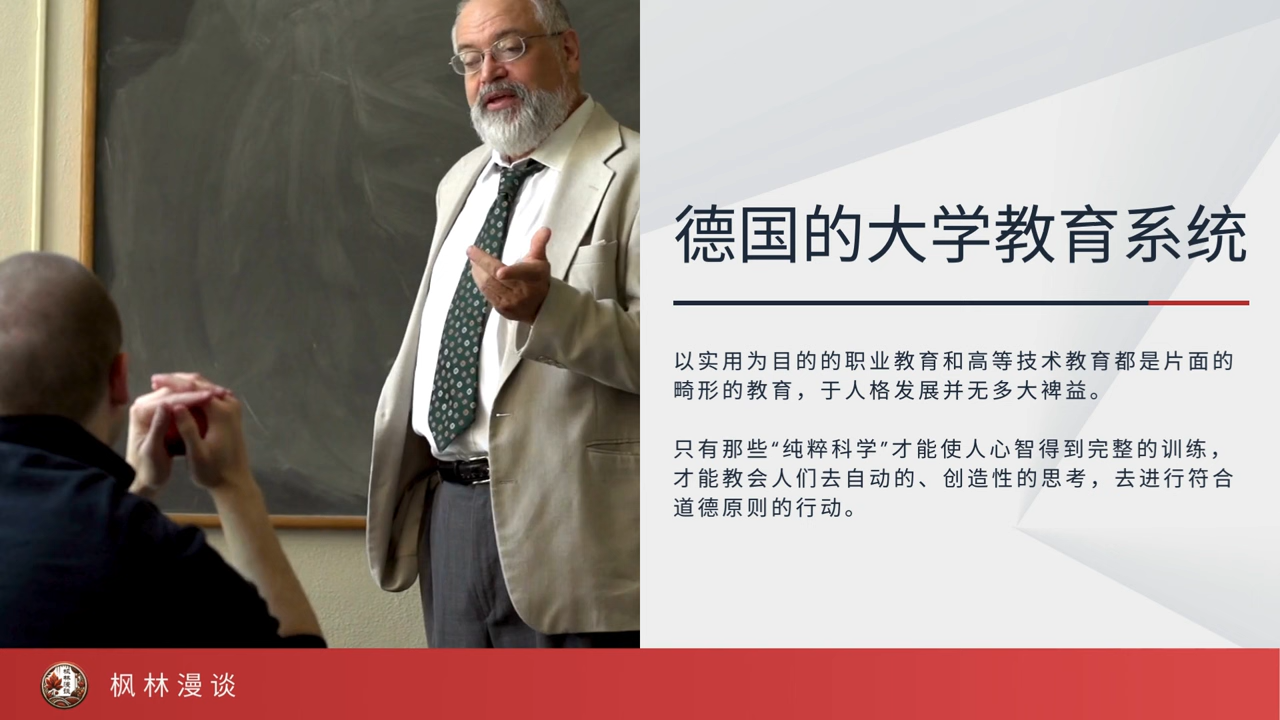 德国的大学教育系统
以实用为目的的职业教育和高等技术教育都是片面的
畸形的教育，于人格发展并无多大裨益。
只有那些“纯粹科学”才能使人心智得到完整的训练，
才能教会人们去自动的、创造性的思考，去进行符合
道德原则的行动。
枫林漫谈
枫林漫谈